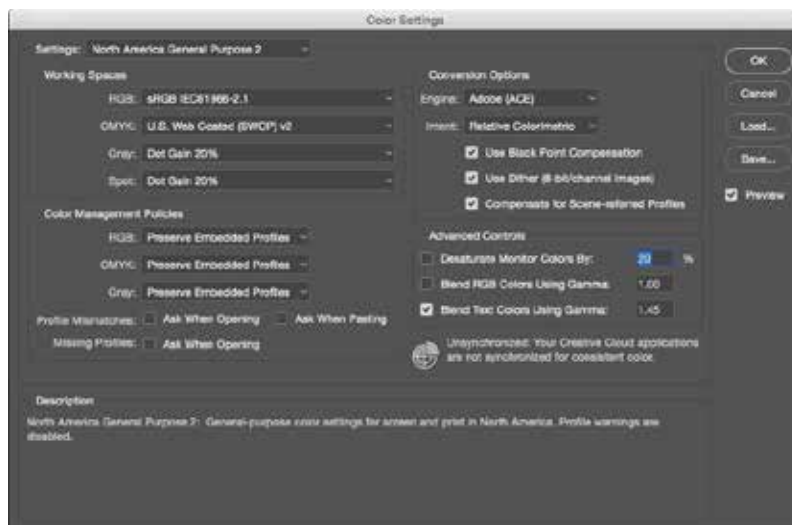 Color Settings
Settings: North America General Purpose 2
Working Spaces
RGB: sRGB IEC61966-2.1
CMYK: U.S. Web Coated (SWOP) v2
Gray: Dot Gain 20%
Spot: Dot Gain 20%
Color Management Policies
RGB: Preserve Embedded Profiles
CMYK: Preserve Embedded Profiles
Gray: Preserve Embedded Profiles
Profile Mismatches: Ask When Opening Ask When Pasting
Missing Profiles: Ask When Opening
Conversion Options
Engine: Adobe (ACE)
Intent: Relative Colorimetric
Use Black Point Compensation
Use Dither (8-bit/channel images)
Compensate for Scene-referred Profiles
Advanced Controls
Desaturate Monitor Colors By: 20 %
Blend RGB Colors Using Gamma: 1.00
Blend Text Colors Using Gamma: 1.45
Unsynchronized: Your Creative Cloud applications
are not synchronized for consistent color.
OK
Cancel
Load...
Save...
Preview
Description
North America General Purpose 2: General-purpose color settings for screen and print in North America. Profile warnings are
disabled.